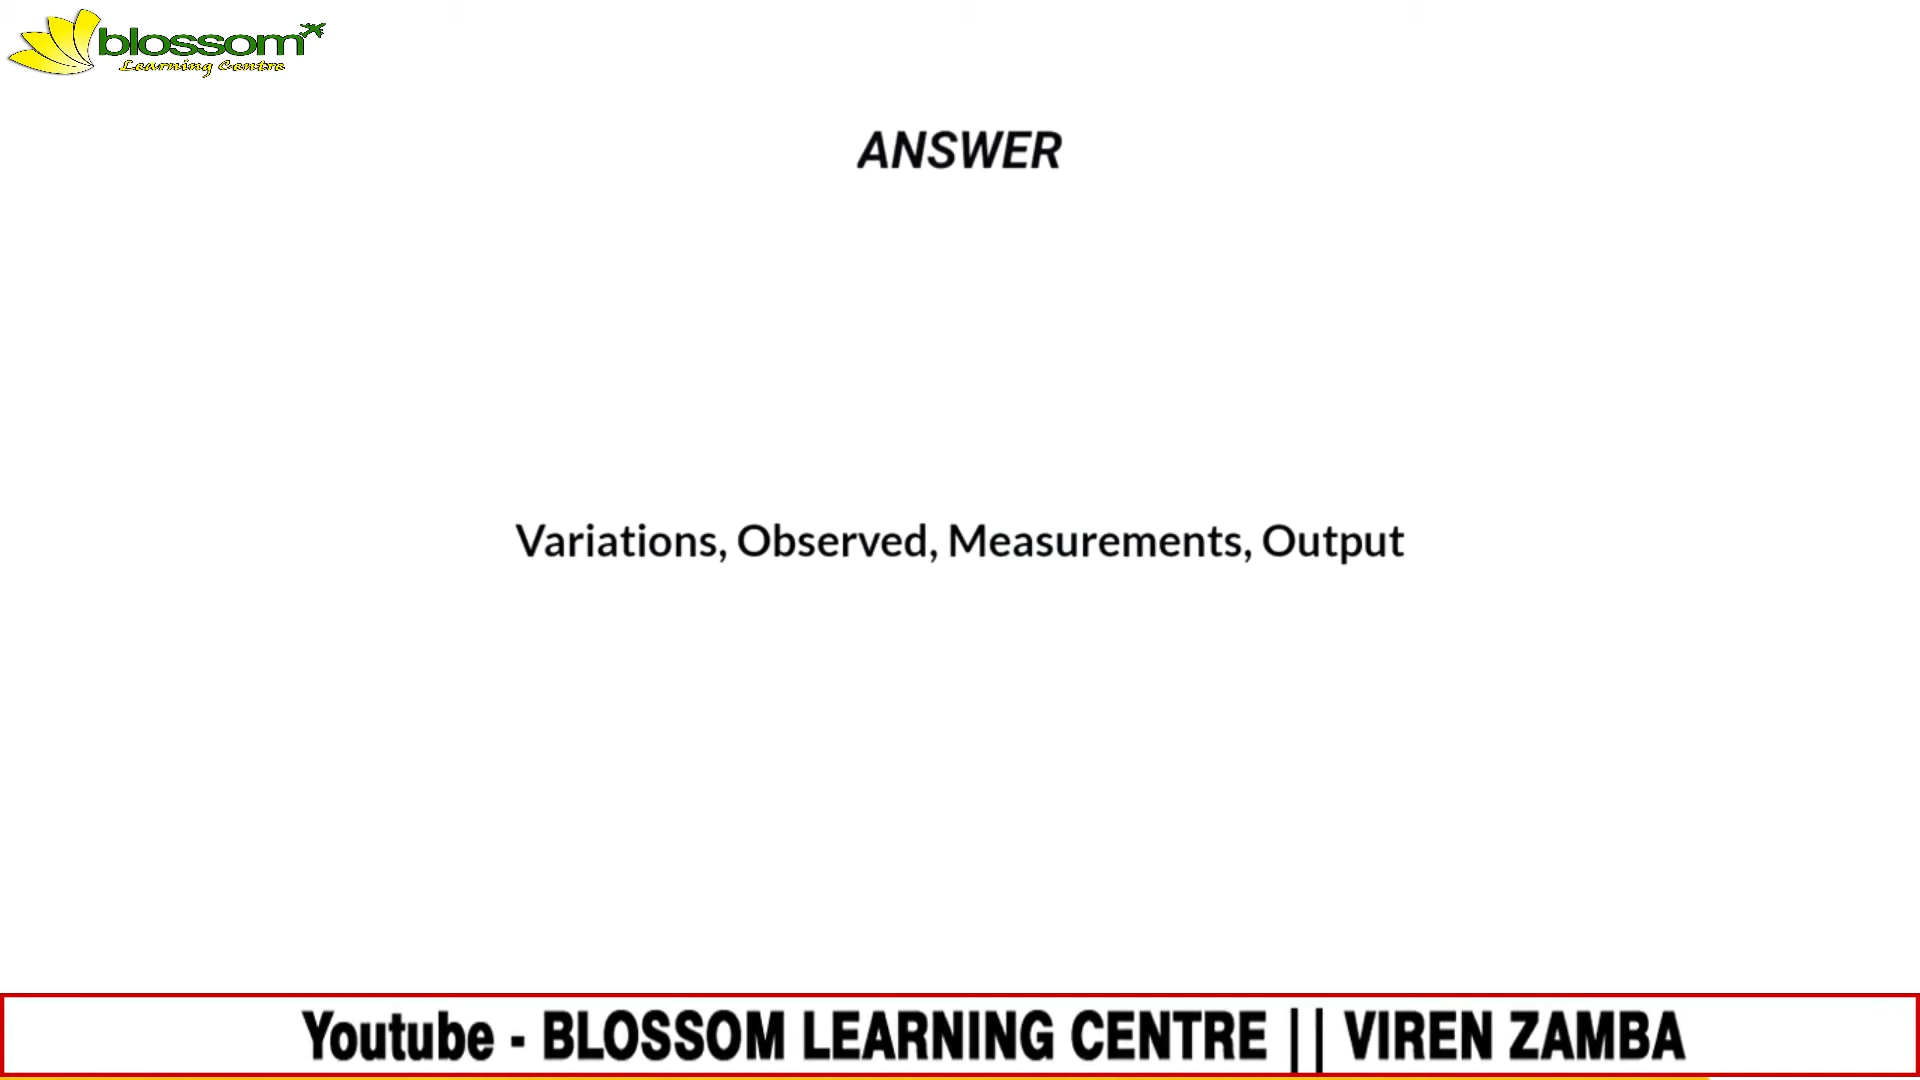 blossom
Learning Centre
ANSWER
Variations, Observed, Measurements, Output
Youtube - BLOSSOM LEARNING CENTRE || VIREN ZAMBA